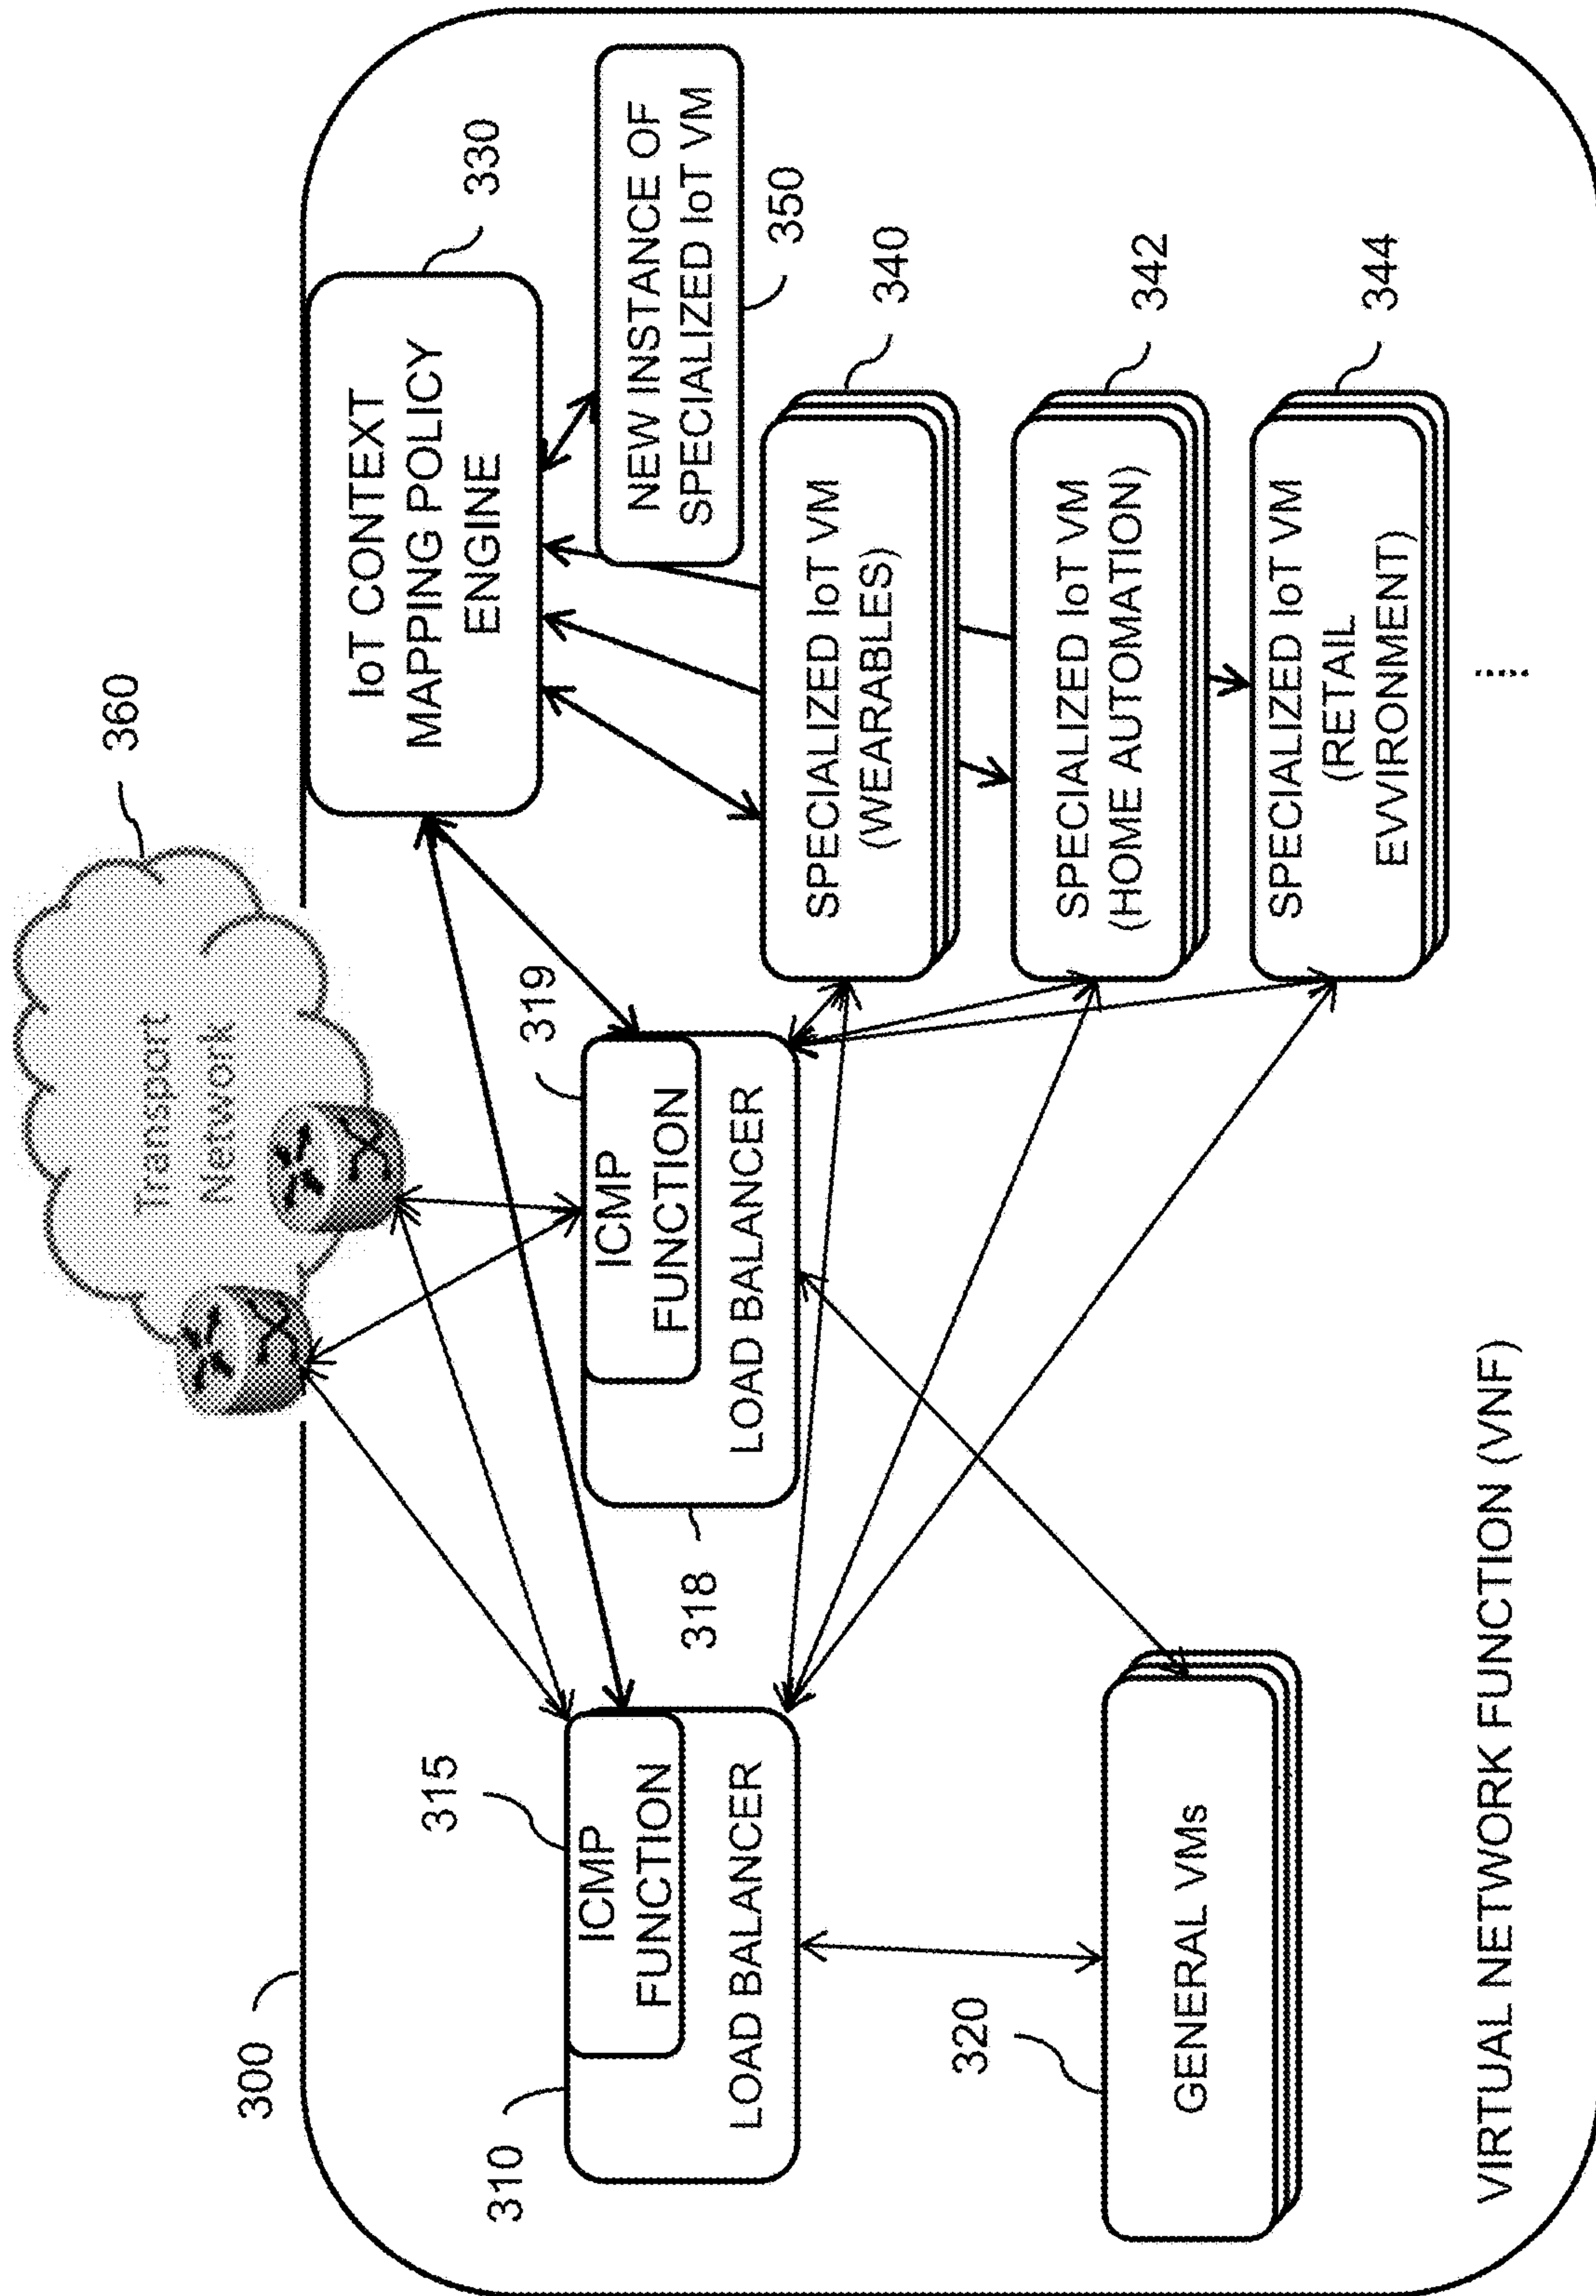 360
Transport
Network
300
330
IoT CONTEXT
MAPPING POLICY
ENGINE
310
315
ICMP
FUNCTION
LOAD BALANCER
318
319
ICMP
FUNCTION
LOAD BALANCER
NEW INSTANCE OF
SPECIALIZED IoT VM
350
SPECIALIZED IoT VM
(WEARABLES)
340
SPECIALIZED IoT VM
(HOME AUTOMATION)
342
SPECIALIZED IoT VM
(RETAIL
EVVIRONMENT)
344
.....
320
GENERAL VMs
VIRTUAL NETWORK FUNCTION (VNF)